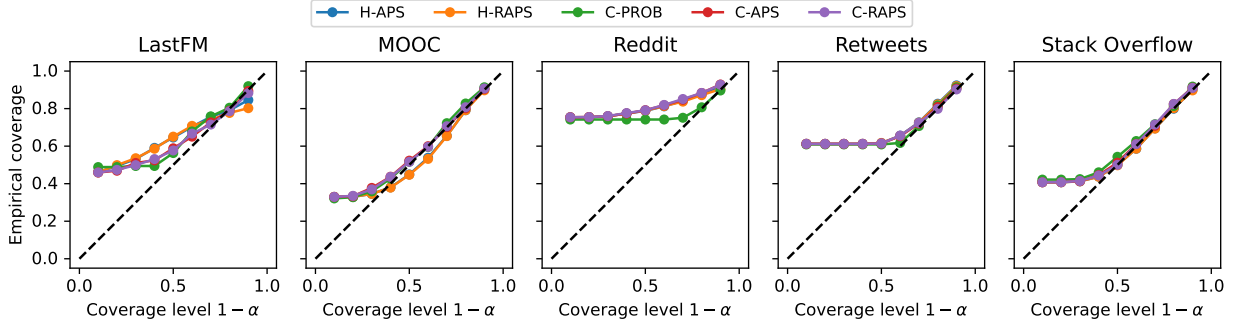 H-APS H-RAPS C-PROB C-APS C-RAPS
LastFM MOOC Reddit Retweets Stack Overflow
Empirical coverage
1.0
0.8
0.6
0.4
0.2
0.0
0.0 0.5 1.0 0.0 0.5 1.0 0.0 0.5 1.0 0.0 0.5 1.0 0.0 0.5 1.0
Coverage level 1 − α Coverage level 1 − α Coverage level 1 − α Coverage level 1 − α Coverage level 1 − α